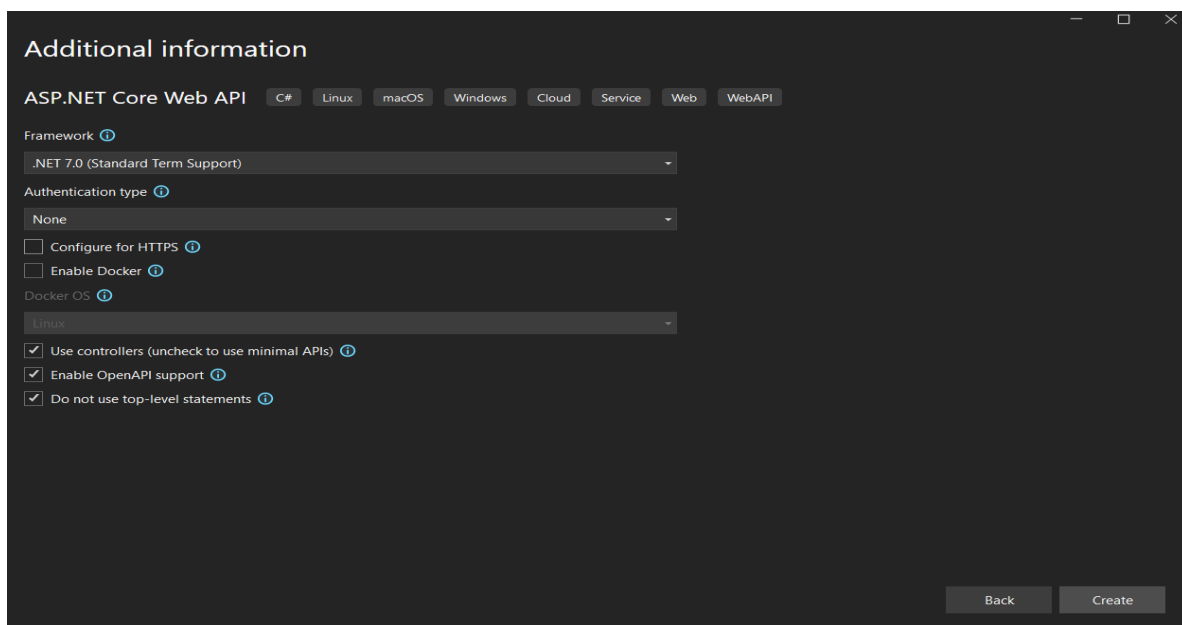 Additional information
ASP.NET Core Web API C# Linux macOS Windows Cloud Service Web WebAPI
Framework
.NET 7.0 (Standard Term Support)
Authentication type
None
Configure for HTTPS
Enable Docker
Docker OS
Linux
Use controllers (uncheck to use minimal APIs)
Enable OpenAPI support
Do not use top-level statements
Back Create